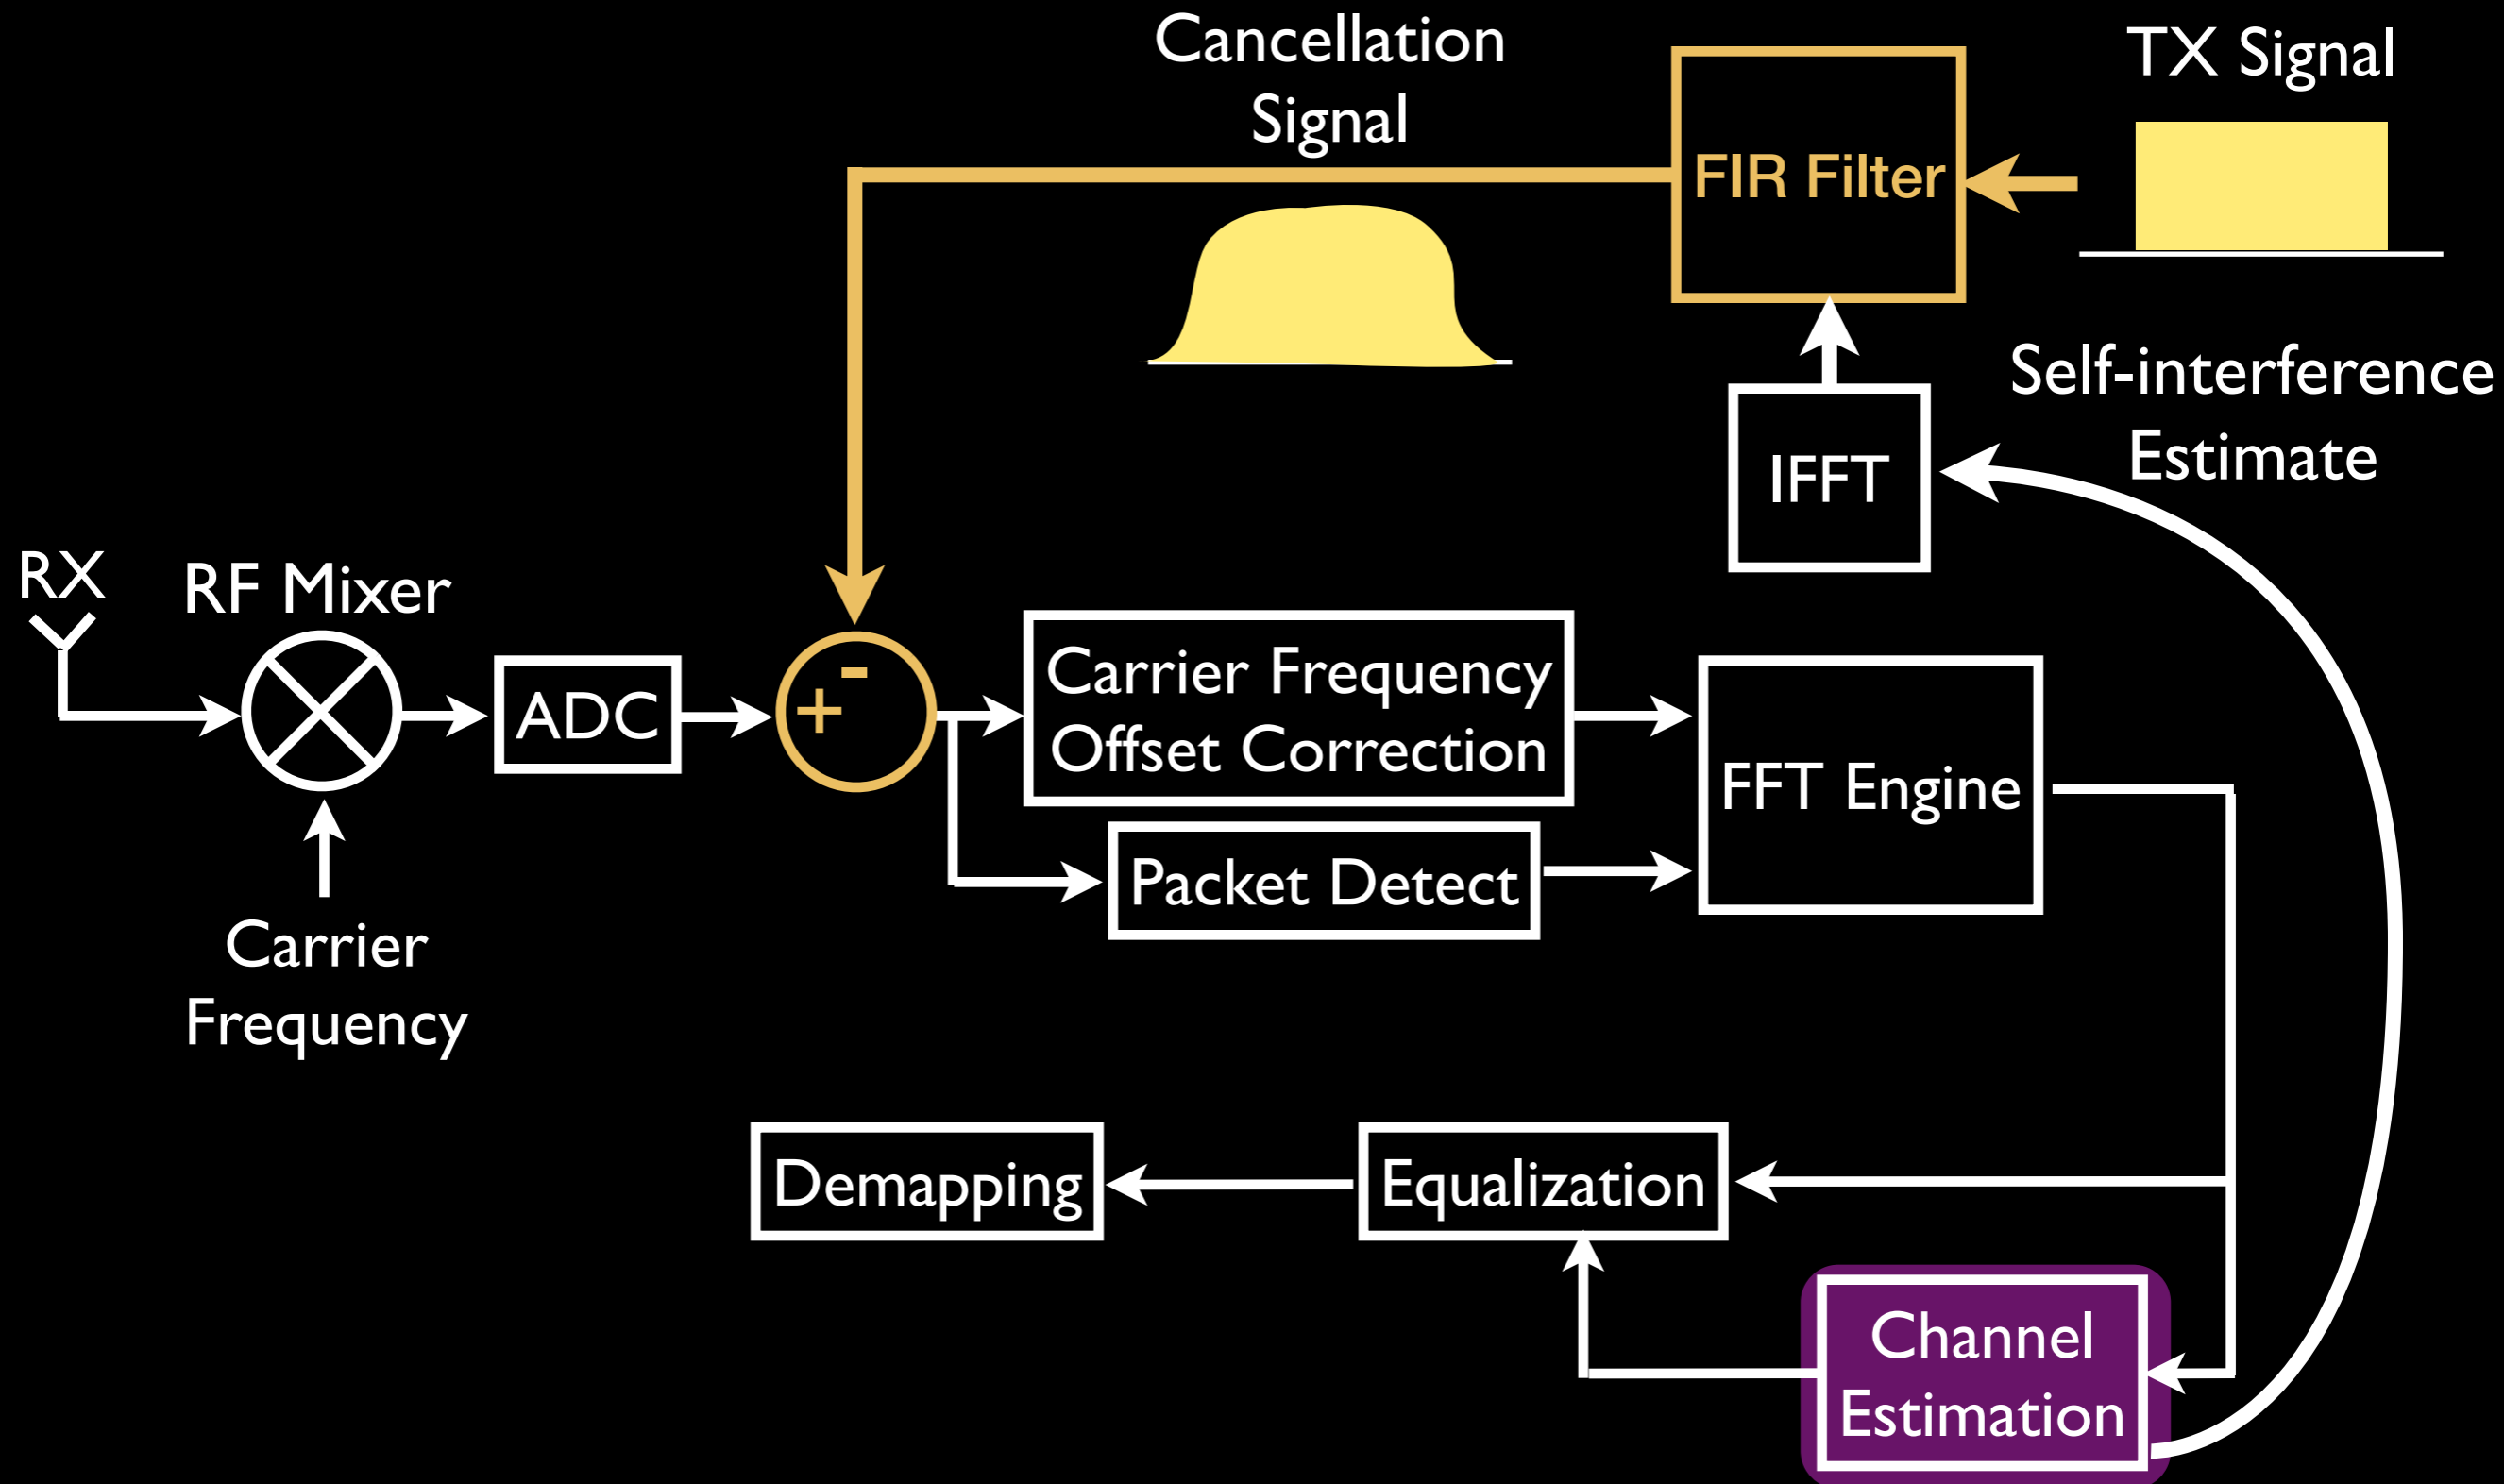 Cancellation
Signal
TX Signal
FIR Filter
Self-interference
Estimate
IFFT
RX
RF Mixer
ADC
+
-
Carrier Frequency
Offset Correction
FFT Engine
Packet Detect
Carrier
Frequency
Demapping
Equalization
Channel
Estimation